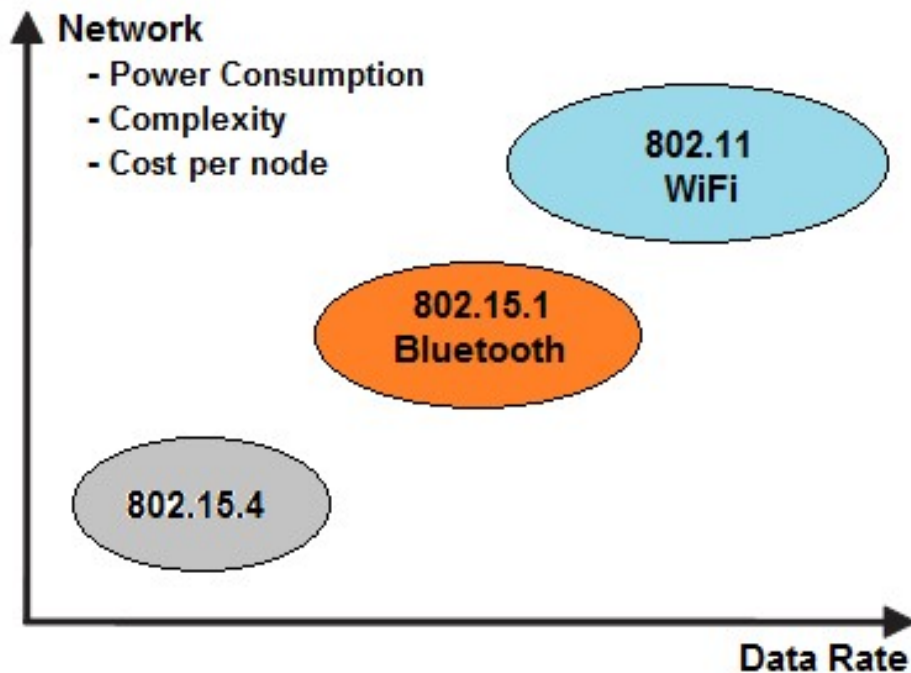 Network
- Power Consumption
- Complexity
- Cost per node
802.11
WiFi
802.15.1
Bluetooth
802.15.4
Data Rate